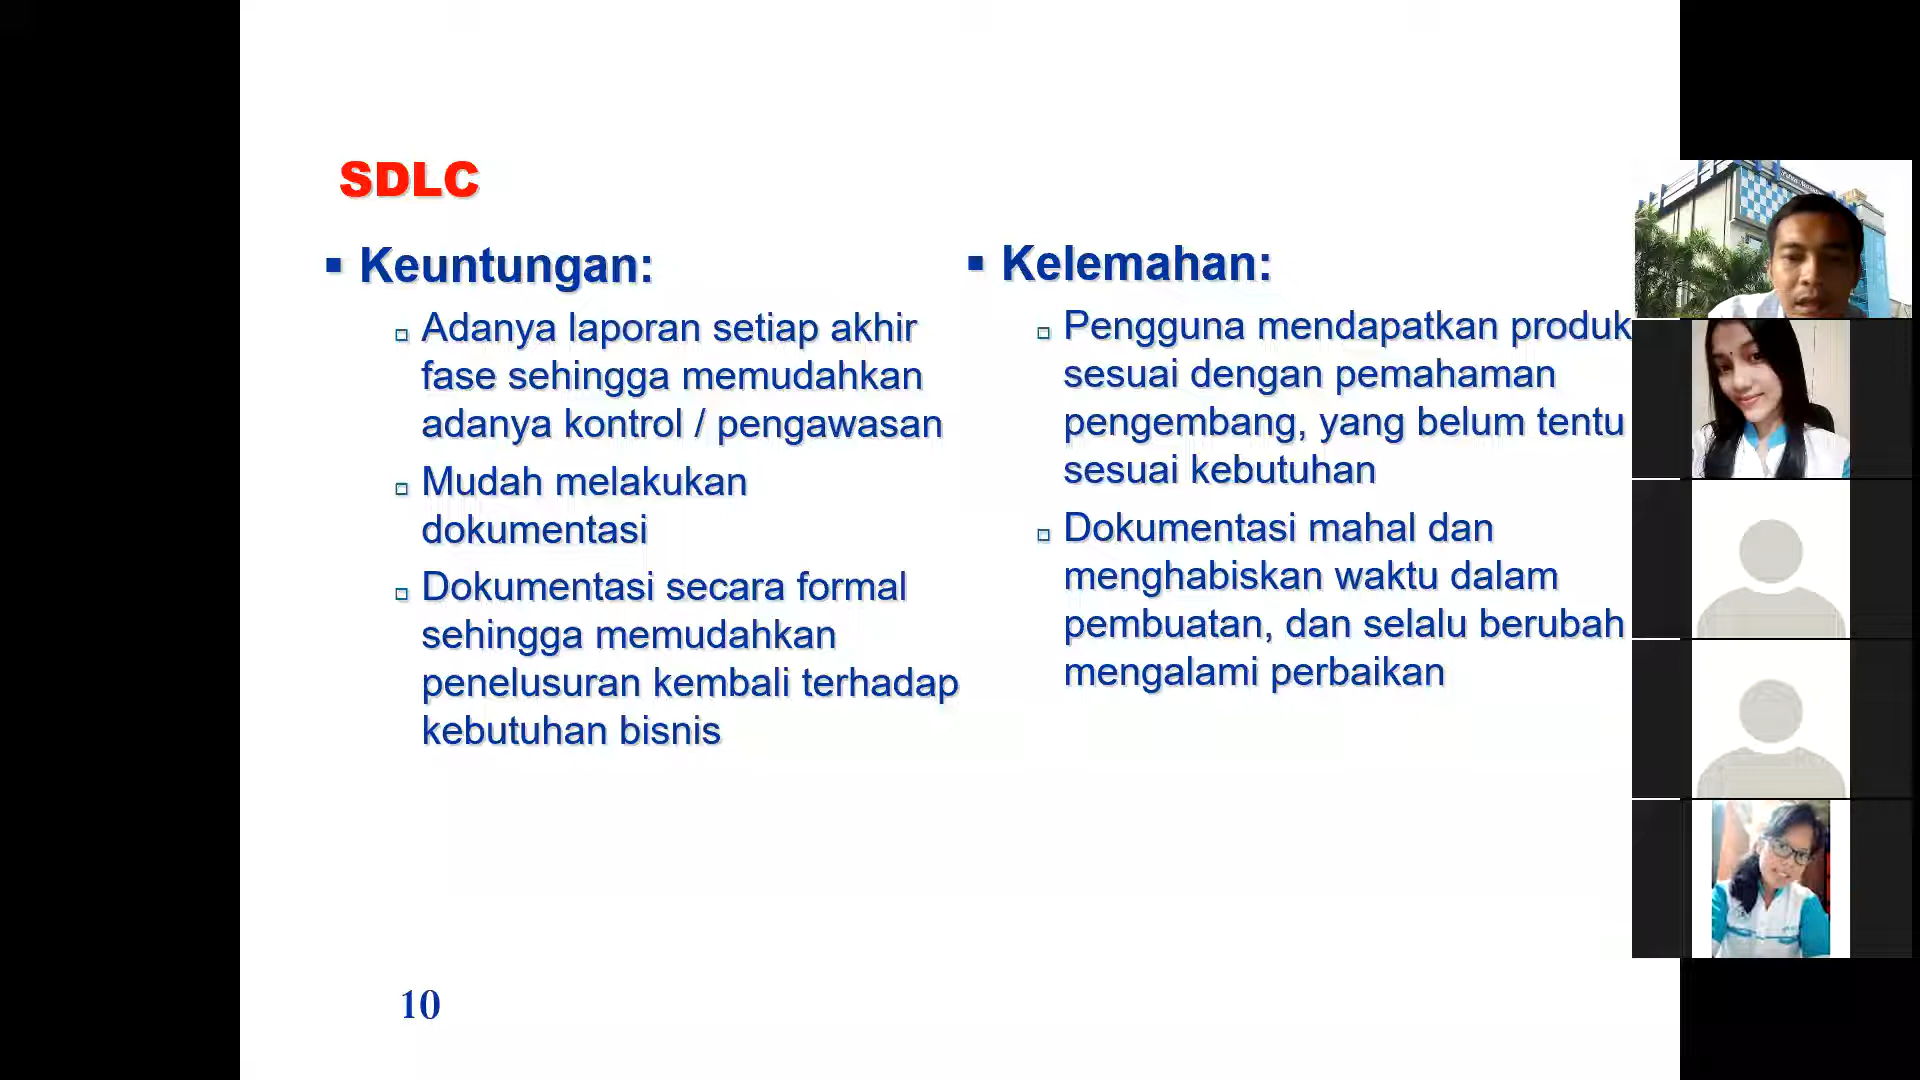 SDLC
Keuntungan:
Adanya laporan setiap akhir
fase sehingga memudahkan
adanya kontrol / pengawasan
Mudah melakukan
dokumentasi
Dokumentasi secara formal
sehingga memudahkan
penelusuran kembali terhadap
kebutuhan bisnis
Kelemahan:
Pengguna mendapatkan produk
sesuai dengan pemahaman
pengembang, yang belum tentu
sesuai kebutuhan
Dokumentasi mahal dan
menghabiskan waktu dalam
pembuatan, dan selalu berubah
mengalami perbaikan
10